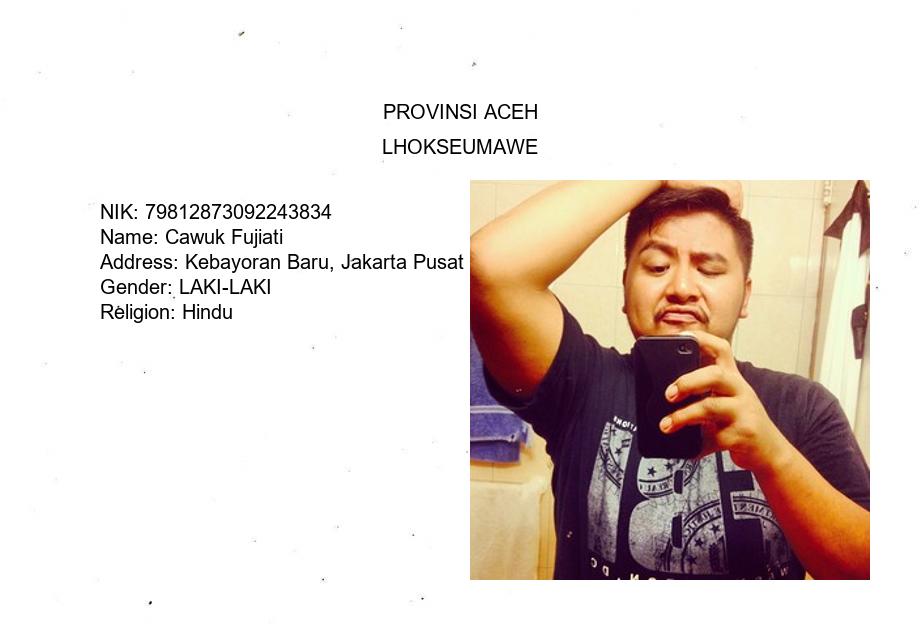 PROVINSI ACEH
LHOKSEUMAWE
NIK: 79812873092243834
Name: Cawuk Fujiati
Address: Kebayoran Baru, Jakarta Pusat
Gender: LAKI-LAKI
Religion: Hindu